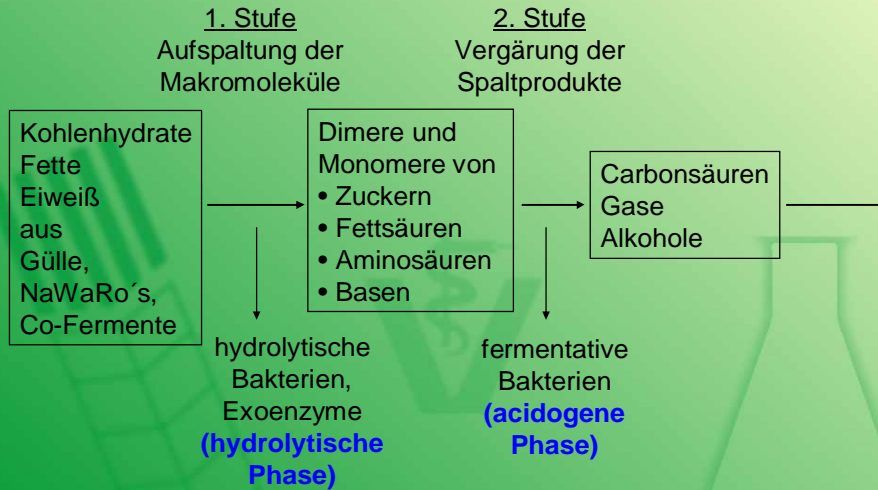 1. Stufe
Aufspaltung der
Makromoleküle
2. Stufe
Vergärung der
Spaltprodukte
Kohlenhydrate
Fette
Eiweiß
aus
Gülle,
NaWaRo´s,
Co-Fermente
Dimere und
Monomere von
• Zuckern
• Fettsäuren
• Aminosäuren
• Basen
Carbonsäuren
Gase
Alkohole
hydrolytische
Bakterien,
Exoenzyme
(hydrolytische
Phase)
fermentative
Bakterien
(acidogene
Phase)